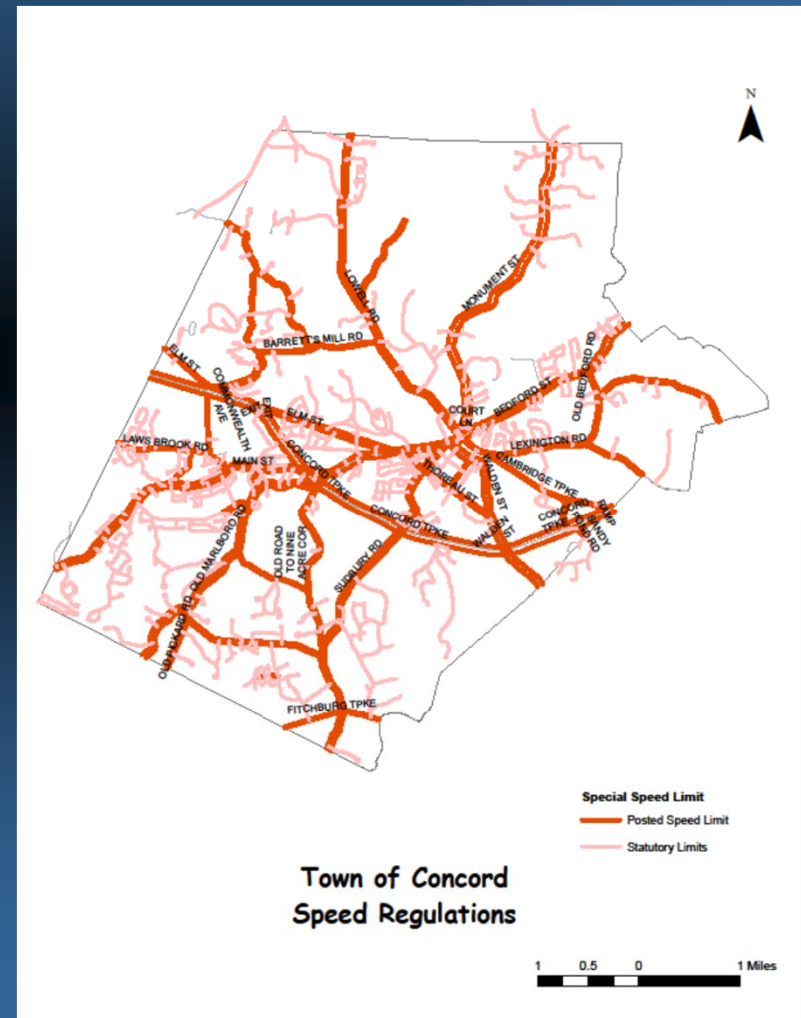 N
LOWELL RD
MONUMENT ST
BARRETT'S MILL RD
ELM ST
COMMONWEALTH
AVE
EXIT
EXIT
ELM ST
COURT
LN
BEDFORD ST
OLD BEDFORD RD
LEXINGTON RD
LAWS BROOK RD
MAIN ST
CONCORD TPKE
THOREAU ST
WALDEN ST
CAMBRIDGE TPKE
CONCORD TPKE
WALDEN ST
CONCORD
TPKE
RAMP
SANDY
POND RD
OLD MARLBORO RD
OLD ROAD
TO NINE
ACRE COR
SUDBURY RD
OLD PICKARD RD
FITCHBURG TPKE
Special Speed Limit
Posted Speed Limit
Statutory Limits
Town of Concord
Speed Regulations
1 0.5 0 1 Miles